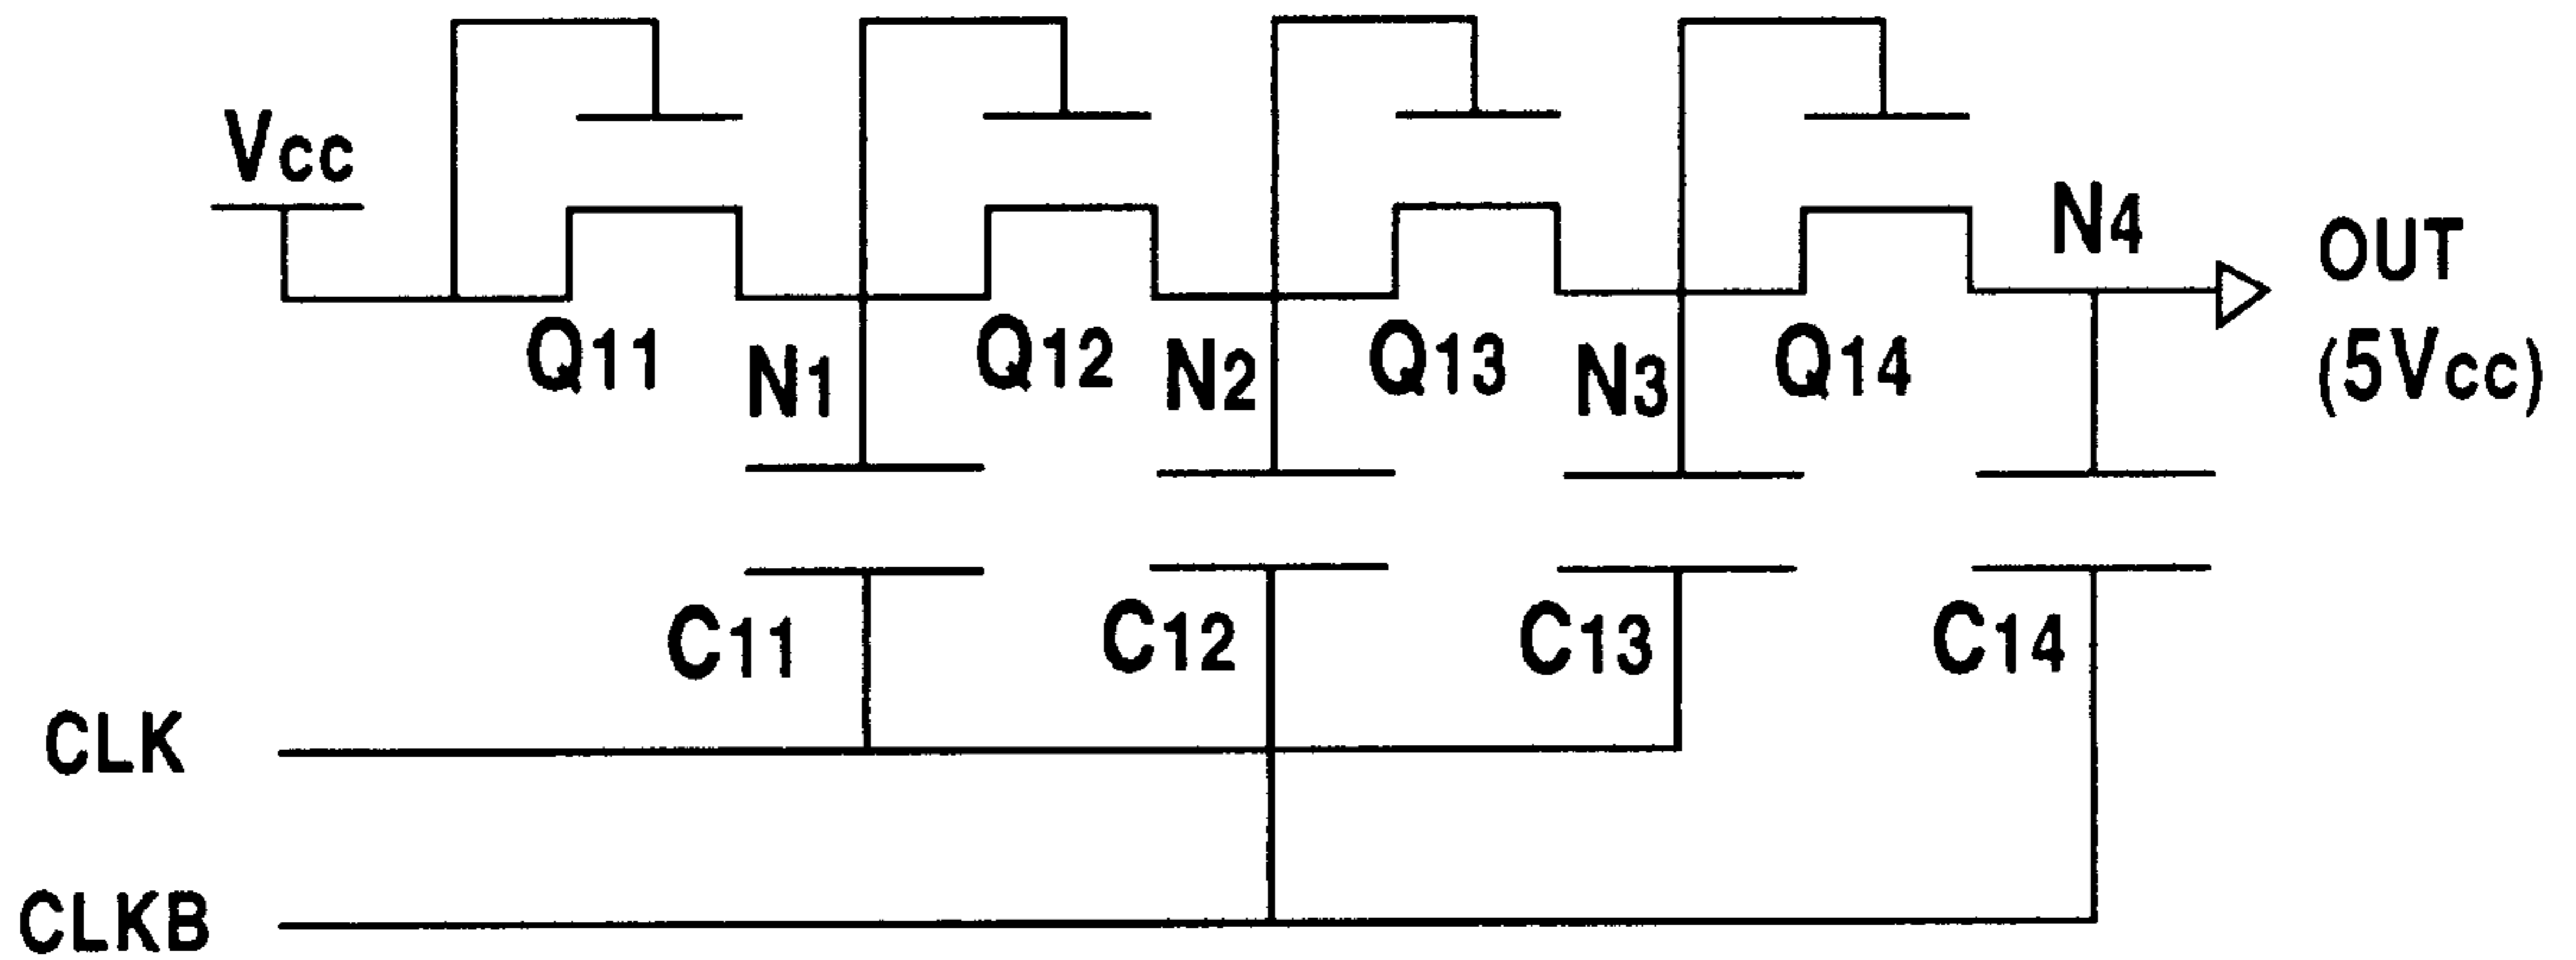 Vcc
N4
OUT
(5Vcc)
Q11
N1
Q12
N2
Q13
N3
Q14
C11
C12
C13
C14
CLK
CLKB